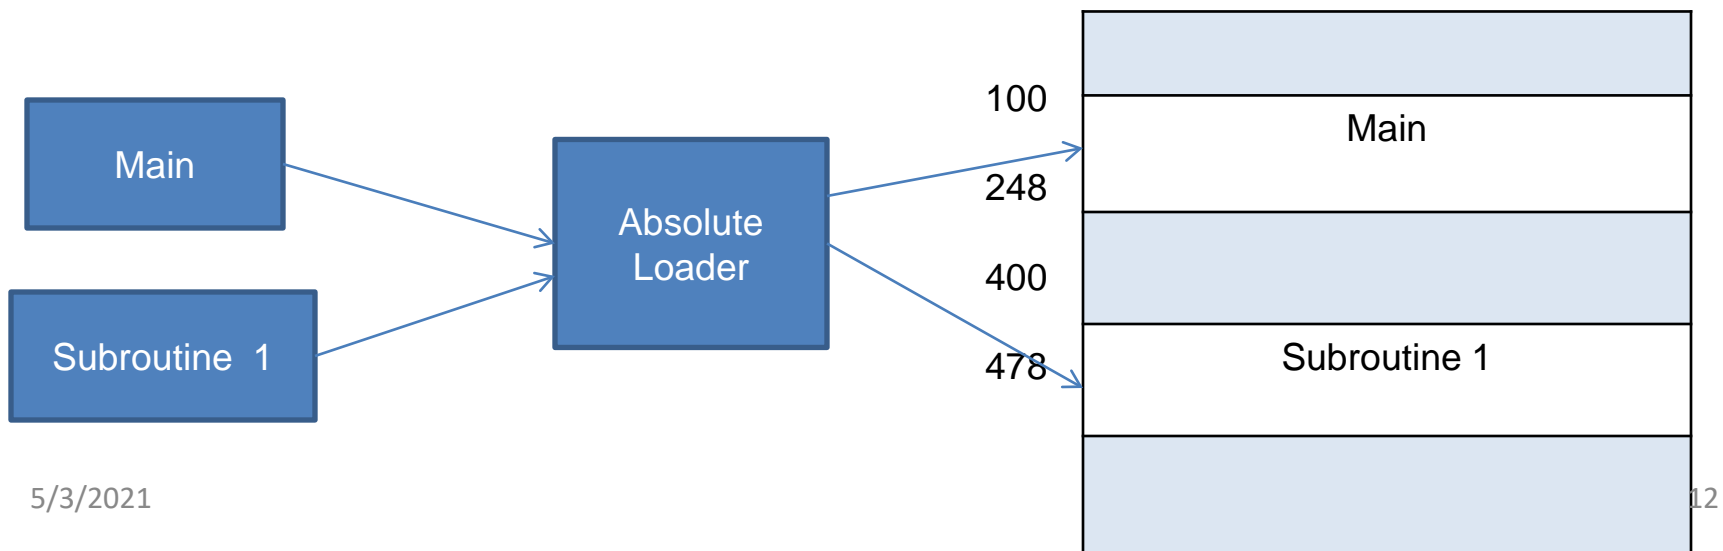 Main
Subroutine 1
Absolute
Loader
100
248
400
478
Main
Subroutine 1
5/3/2021
12